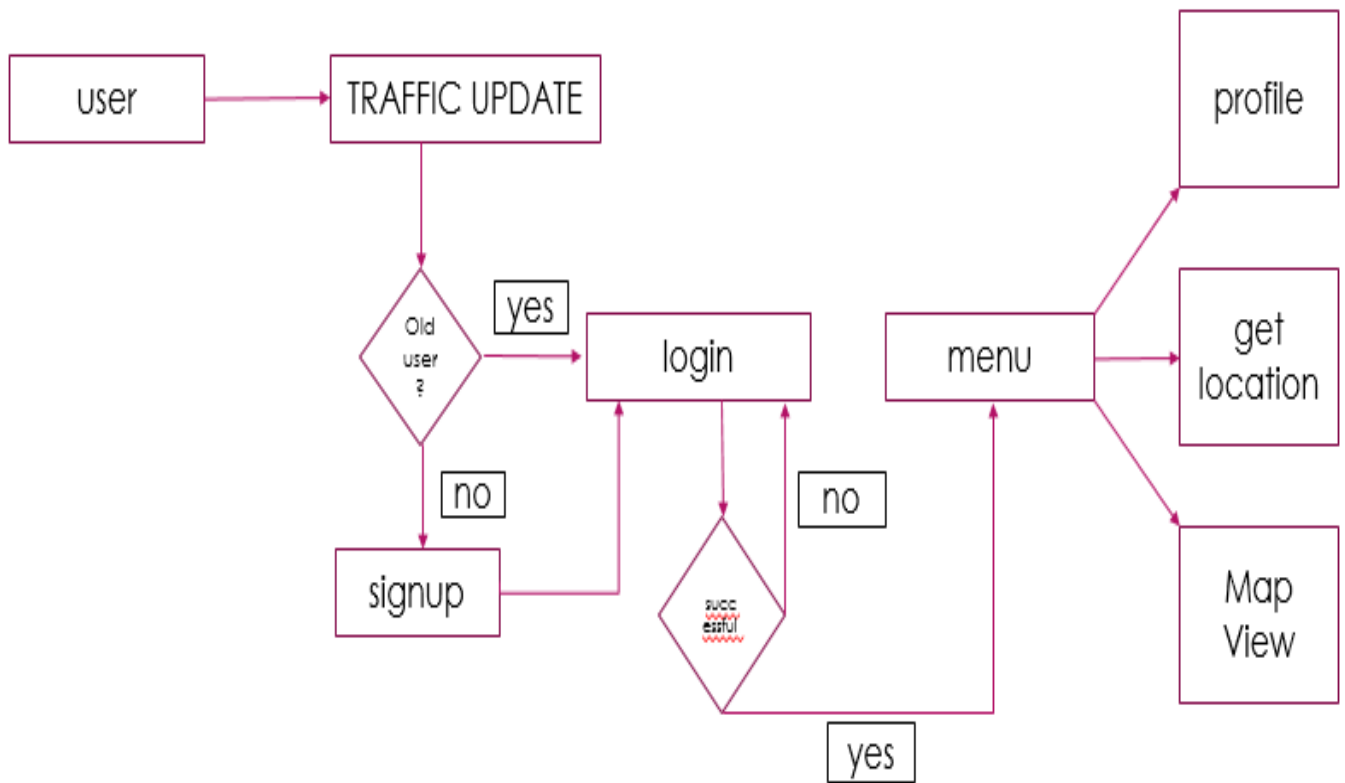 user
TRAFFIC UPDATE
profile
Old
user
?
yes
login
menu
get
location
no
signup
no
succ
essful
Map
View
yes